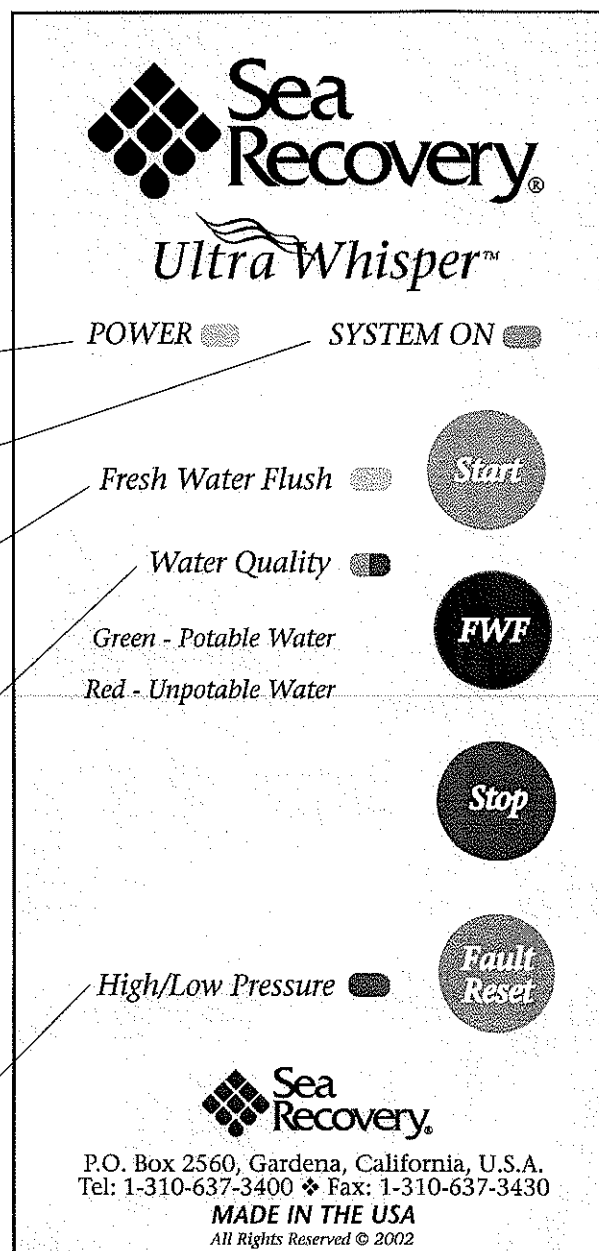 Sea
Recovery®
Ultra Whisper™
POWER
SYSTEM ON
Fresh Water Flush
Start
Water Quality
FWF
Green - Potable Water
Red - Unpotable Water
Stop
High/Low Pressure
Fault
Reset
Sea
Recovery®
P.O. Box 2560, Gardena, California, U.S.A.
Tel: 1-310-637-3400 ❖ Fax: 1-310-637-3430
MADE IN THE USA
All Rights Reserved © 2002